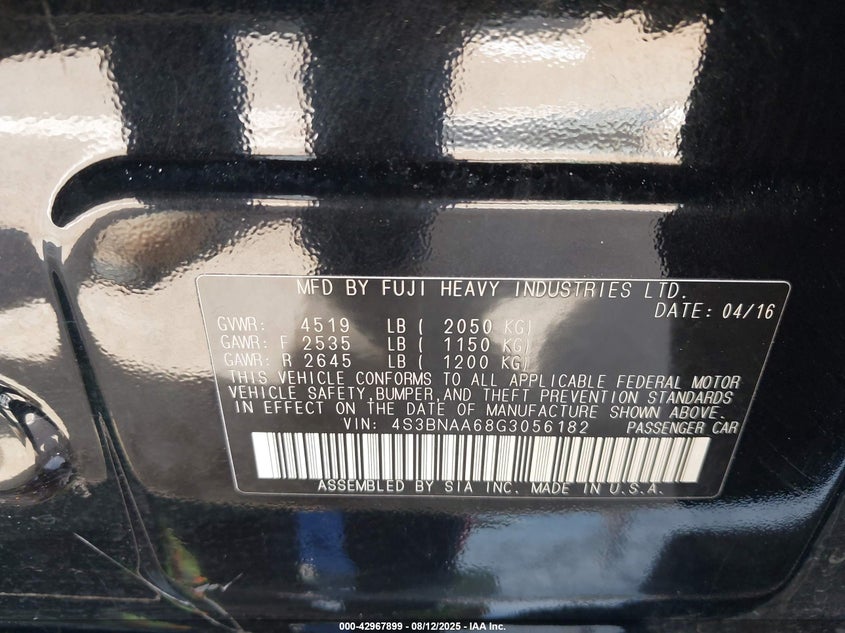 MFD BY FUJI HEAVY INDUSTRIES LTD.
DATE: 04/16
GVWR: 4519 LB ( 2050 KG)
GAWR: F 2535 LB ( 1150 KG)
GAWR: R 2645 LB ( 1200 KG)
THIS VEHICLE CONFORMS TO ALL APPLICABLE FEDERAL MOTOR
VEHICLE SAFETY,BUMPER,AND THEFT PREVENTION STANDARDS
IN EFFECT ON THE DATE OF MANUFACTURE SHOWN ABOVE.
VIN: 4S3BNAA68G3056182 PASSENGER CAR
ASSEMBLED BY SIA INC. MADE IN U.S.A.
000-42967899 - 08/12/2025 - IAA Inc.